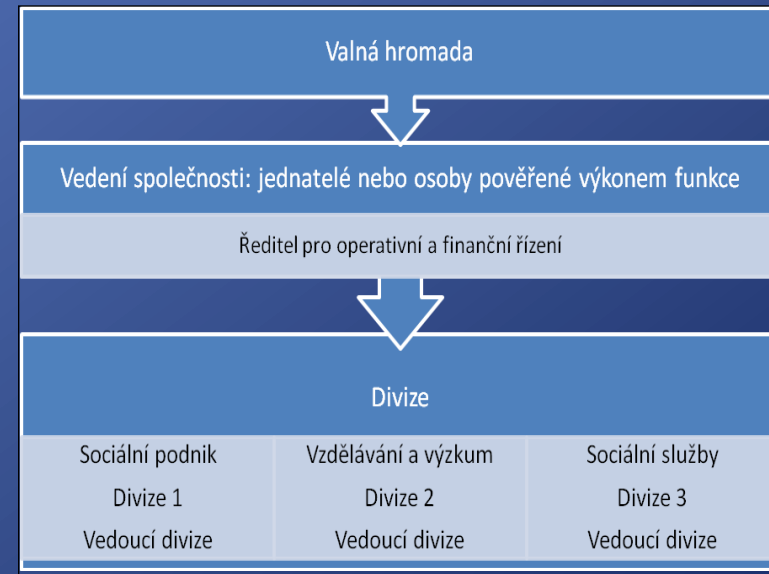 Valná hromada
Vedení společnosti: jednatelé nebo osoby pověřené výkonem funkce
Ředitel pro operativní a finanční řízení
Divize
Sociální podnik
Divize 1
Vedoucí divize
Vzdělávání a výzkum
Divize 2
Vedoucí divize
Sociální služby
Divize 3
Vedoucí divize